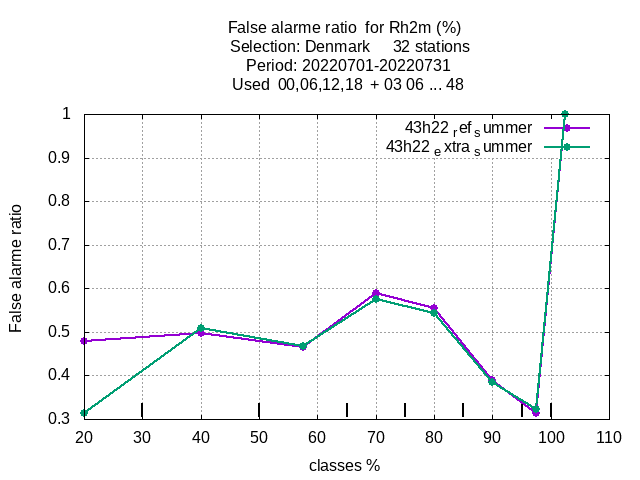 False alarme ratio for Rh2m (%)
Selection: Denmark 32 stations
Period: 20220701-20220731
Used 00,06,12,18 + 03 06 ... 48
43h22 ref summer
43h22 extra summer
False alarme ratio
1
0.9
0.8
0.7
0.6
0.5
0.4
0.3
20 30 40 50 60 70 80 90 100 110
classes %